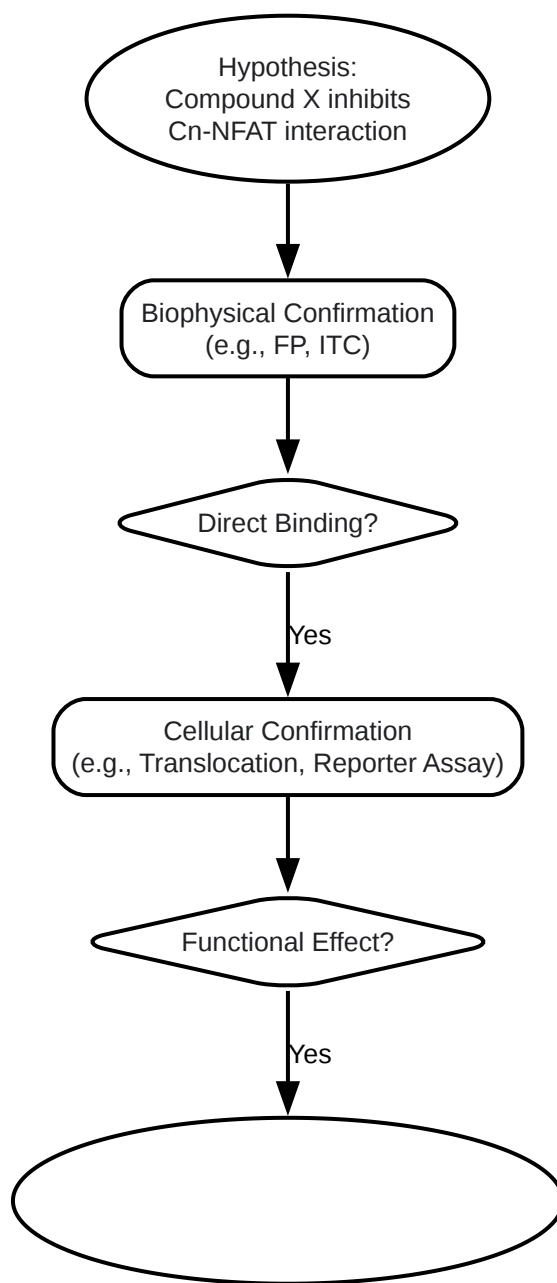 Hypothesis:
Compound X inhibits
Cn-NFAT interaction
Biophysical Confirmation
(e.g., FP, ITC)
Direct Binding?
Yes
Cellular Confirmation
(e.g., Translocation, Reporter Assay)
Functional Effect?
Yes